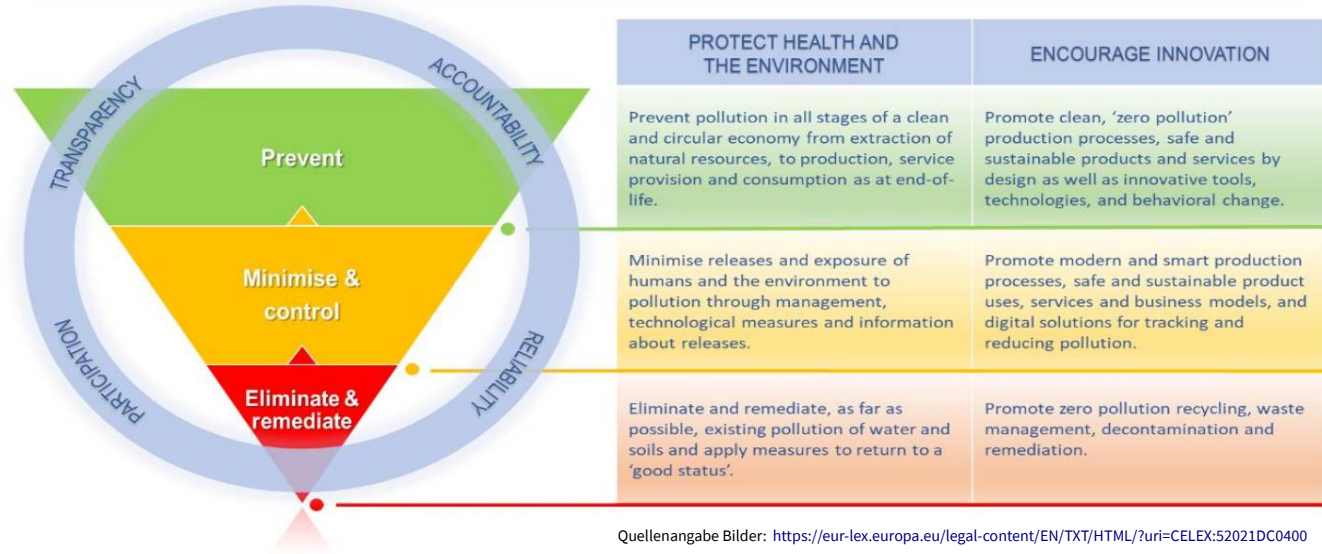 TRANSPARENCY
ACCOUNTABILITY
PARTICIPATION
RELIABILITY
Prevent
Minimise &
control
Eliminate &
remediate
PROTECT HEALTH AND
THE ENVIRONMENT
ENCOURAGE INNOVATION
Prevent pollution in all stages of a clean
and circular economy from extraction of
natural resources, to production, service
provision and consumption as at end-of-
life.
Promote clean, ‘zero pollution’
production processes, safe and
sustainable products and services by
design as well as innovative tools,
technologies, and behavioral change.
Minimise releases and exposure of
humans and the environment to
pollution through management,
technological measures and information
about releases.
Promote modern and smart production
processes, safe and sustainable product
uses, services and business models, and
digital solutions for tracking and
reducing pollution.
Eliminate and remediate, as far as
possible, existing pollution of water and
soils and apply measures to return to a
‘good status’.
Promote zero pollution recycling, waste
management, decontamination and
remediation.
Quellenangabe Bilder: https://eur-lex.europa.eu/legal-content/EN/TXT/HTML/?uri=CELEX:52021DC0400